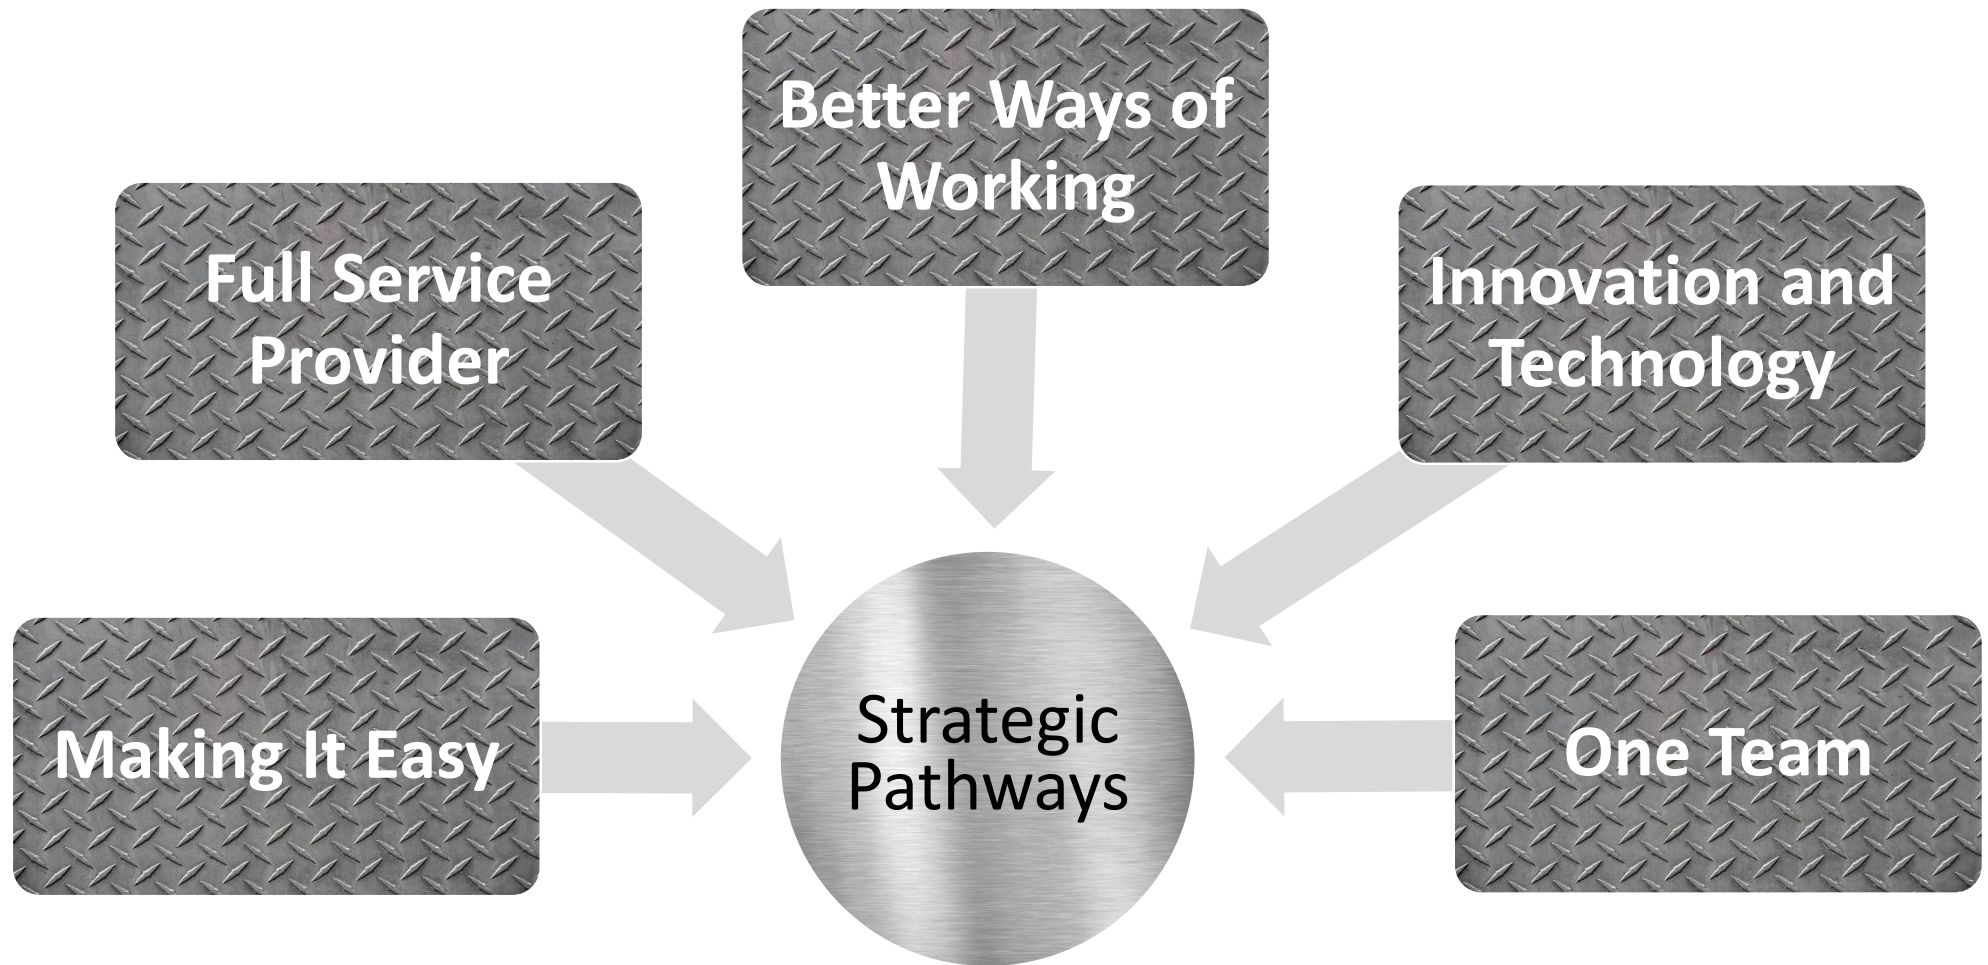 Better Ways of
Working
Full Service
Provider
Innovation and
Technology
Making It Easy
Strategic
Pathways
One Team